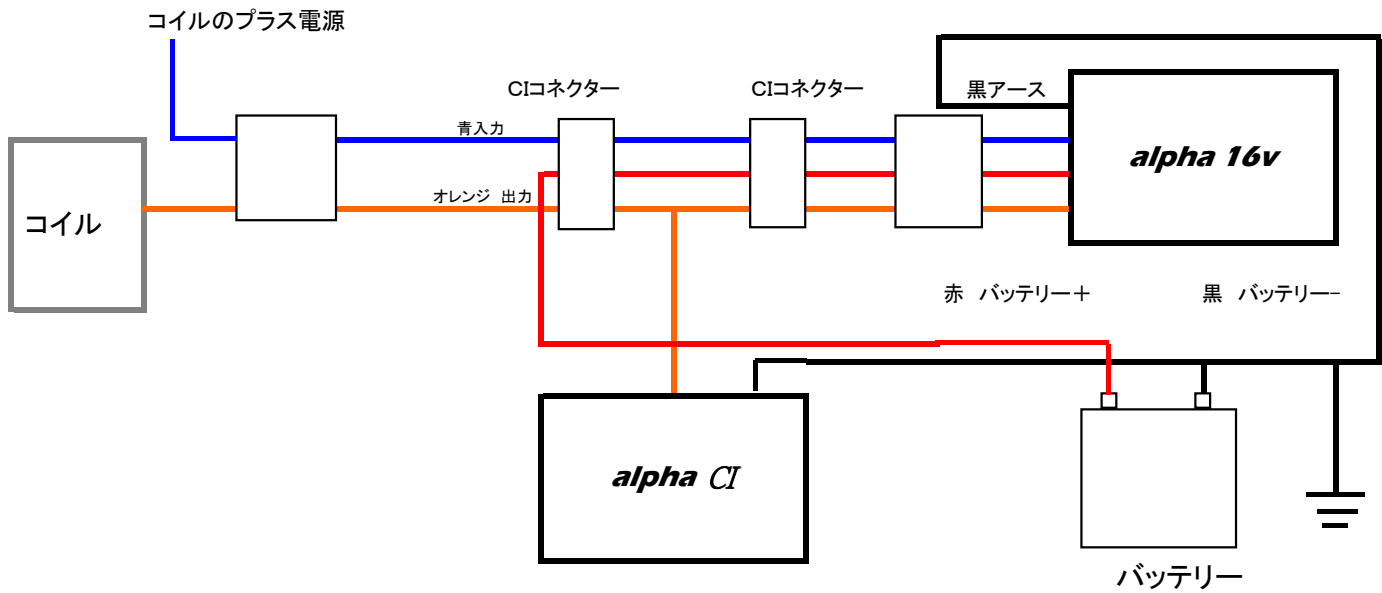 コイルのプラス電源
CIコネクター
CIコネクター
黒アース
青入力
alpha 16v
オレンジ 出力
コイル
赤 バッテリー+
黒 バッテリー-
alpha CI
バッテリー